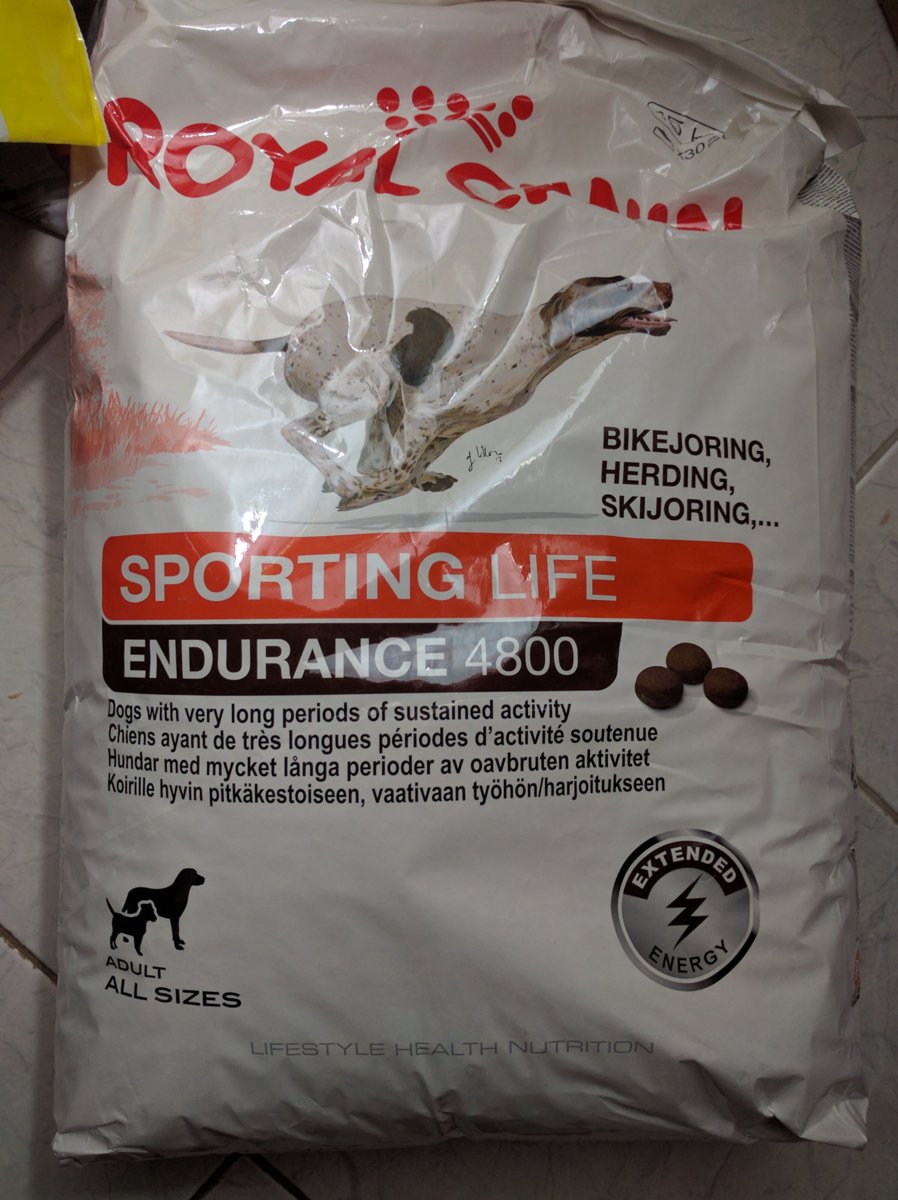 ROYAL CANIN
BIKEJORING,
HERDING,
SKIJORING,...
SPORTING LIFE
ENDURANCE 4800
Dogs with very long periods of sustained activity
Chiens ayant de très longues périodes d'activité soutenue
Hundar med mycket långa perioder av oavbruten aktivitet
Koirille hyvin pitkäkestoiseen, vaativaan työhön/harjoitukseen
EXTENDED
ENERGY
ADULT
ALL SIZES
LIFESTYLE HEALTH NUTRITION